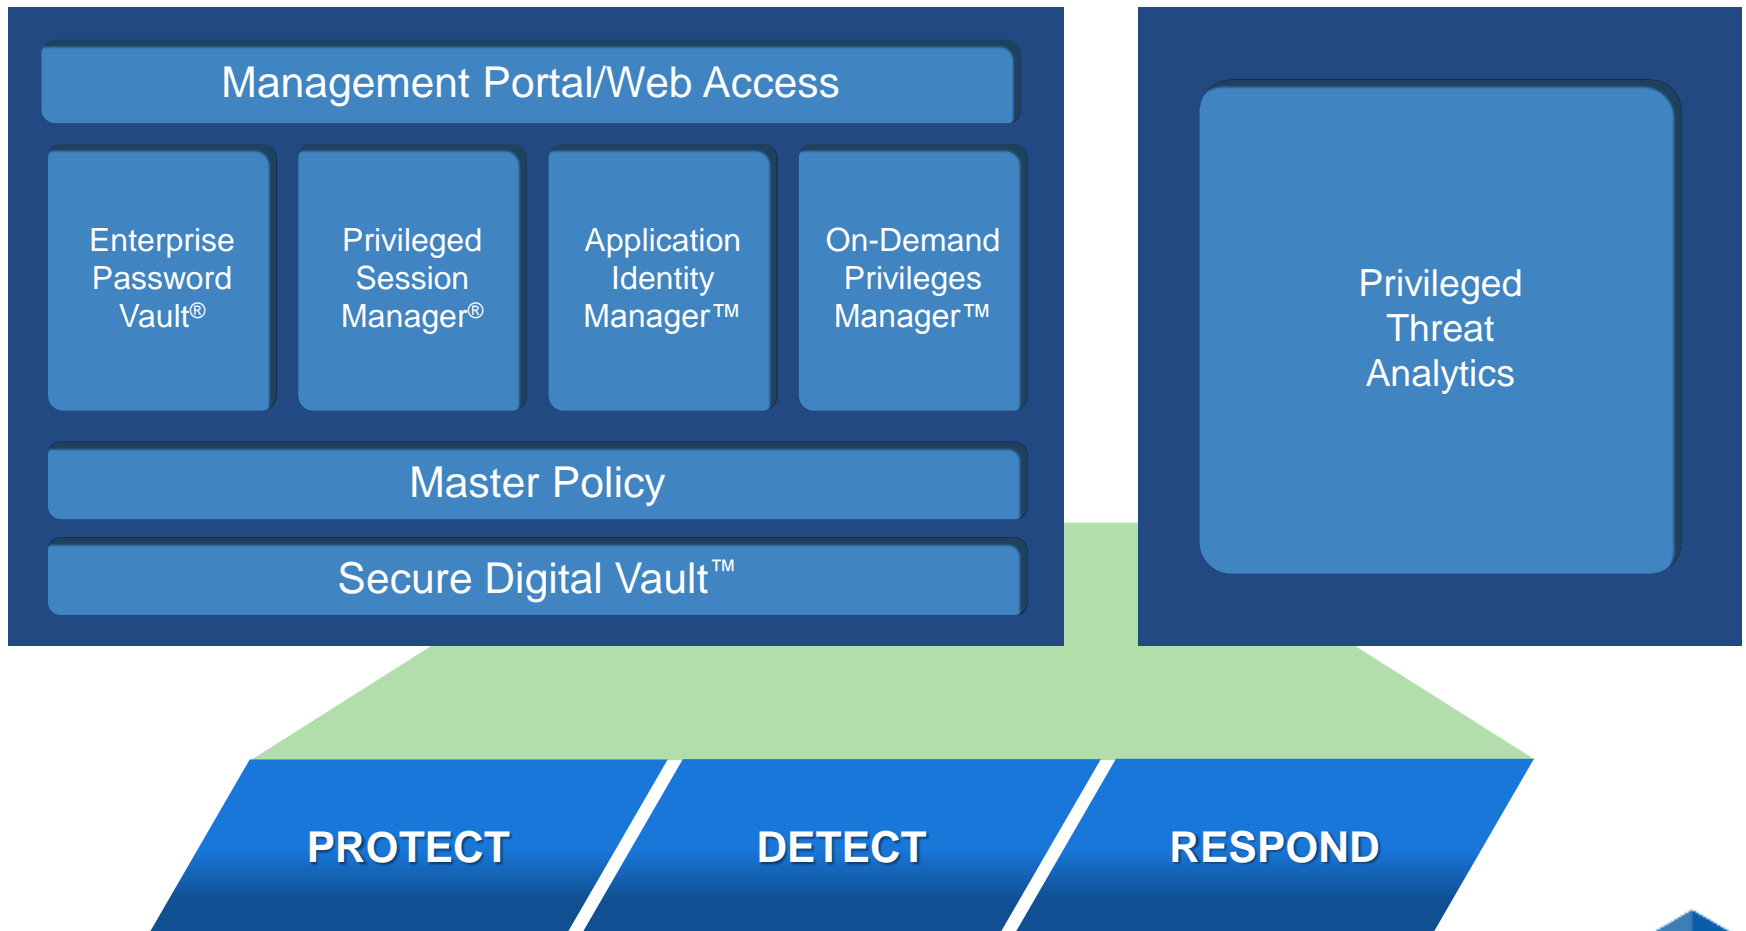 Management Portal/Web Access
Enterprise
Password
Vault®
Privileged
Session
Manager®
Application
Identity
Manager™
On-Demand
Privileges
Manager™
Master Policy
Secure Digital Vault™
Privileged
Threat
Analytics
PROTECT
DETECT
RESPOND